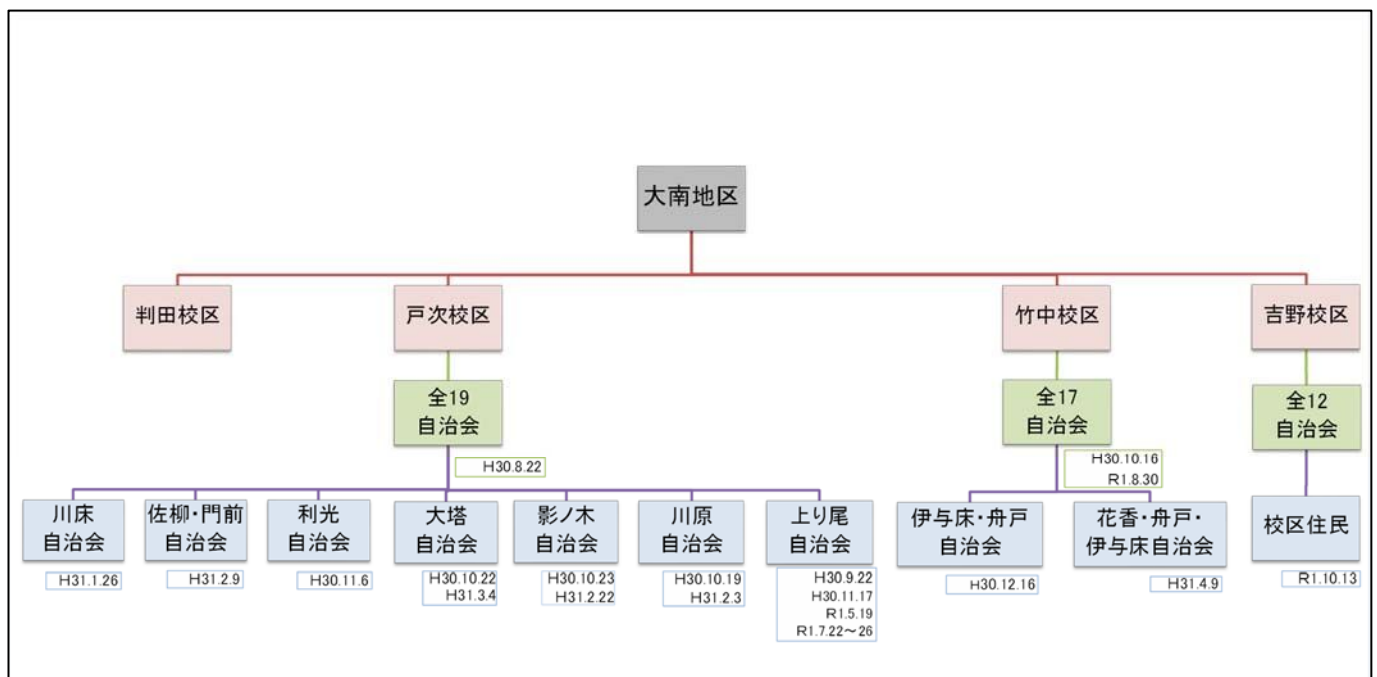 大南地区
判田校区
戸次校区
竹中校区
吉野校区
全19
自治会
全17
自治会
全12
自治会
H30.8.22
H30.10.16
R1.8.30
川床
自治会
佐柳・門前
自治会
利光
自治会
大塔
自治会
影ノ木
自治会
川原
自治会
上り尾
自治会
伊与床・舟戸
自治会
花香・舟戸・
伊与床自治会
校区住民
H31.1.26
H31.2.9
H30.11.6
H30.10.22
H31.3.4
H30.10.23
H31.2.22
H30.10.19
H31.2.3
H30.9.22
H30.11.17
R1.5.19
R1.7.22～26
H30.12.16
H31.4.9
R1.10.13